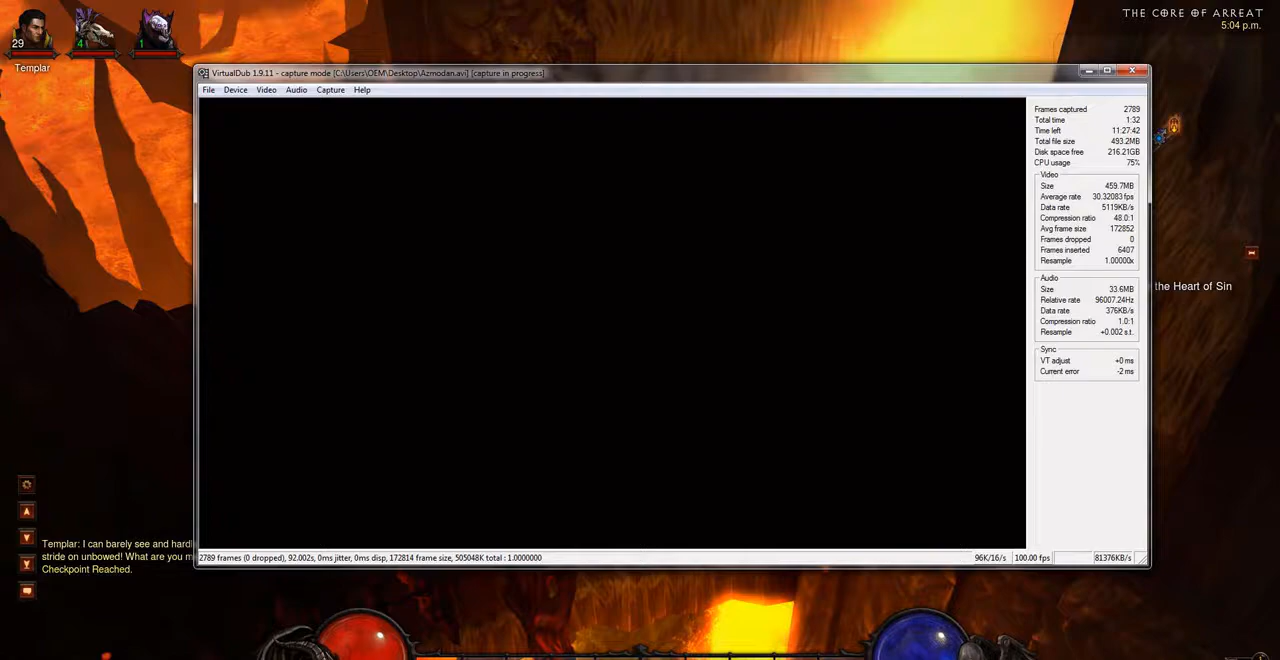 THE CORE OF ARREAT
5:04 p.m.
29
4
1
Templar
VirtualDub 1.9.11 - capture mode [C:\Users\OEM\Desktop\Azmodan.avi] [capture in progress]
File Device Video Audio Capture Help
Frames captured 2789
Total time 1:32
Time left 11:27:42
Total file size 493.2MB
Disk space free 216.21GB
CPU usage 75%
Video
Size 459.7MB
Average rate 30.32083 fps
Data rate 5119KB/s
Compression ratio 48.0:1
Avg frame size 172852
Frames dropped 0
Frames inserted 6407
Resample 1.00000x
Audio
Size 33.6MB
Relative rate 96007.24Hz
Data rate 376KB/s
Compression ratio 1.0:1
Resample +0.002 s.t.
Sync
VT adjust +0 ms
Current error -2 ms
the Heart of Sin
Templar: I can barely see and hardl
stride on unbowed! What are you m
Checkpoint Reached.
2789 frames (0 dropped), 92.002s, 0ms jitter, 0ms disp, 172814 frame size, 505048K total : 1.0000000
96K/16/s 100.00 fps 81376KB/s